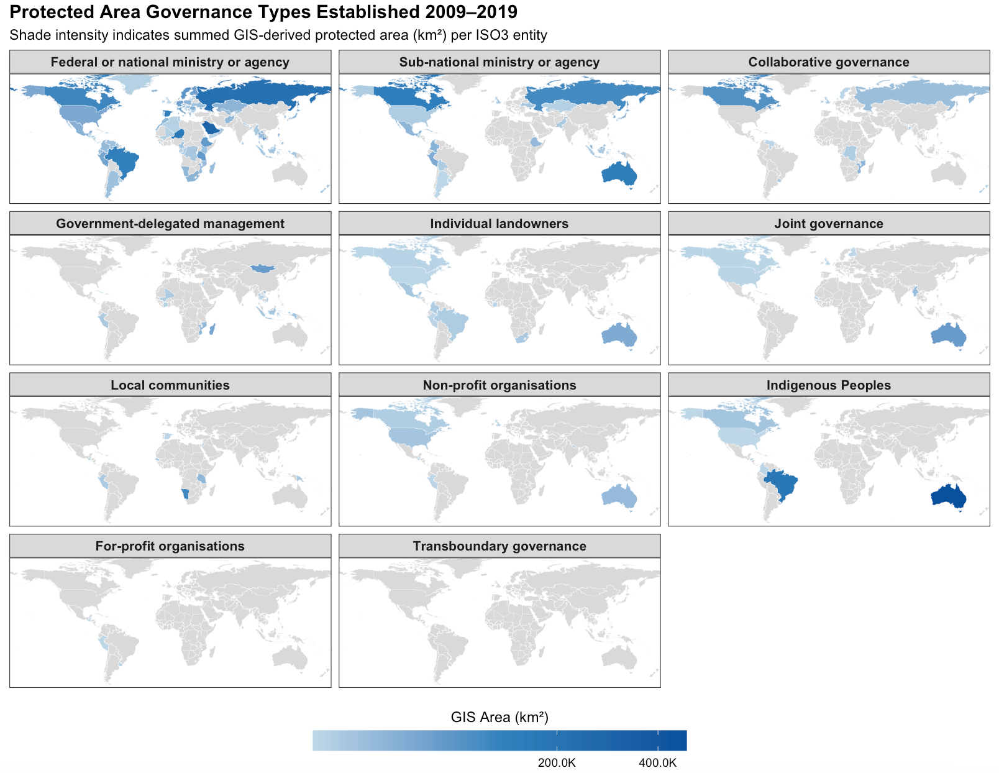 Protected Area Governance Types Established 2009–2019
Shade intensity indicates summed GIS-derived protected area (km²) per ISO3 entity
Federal or national ministry or agency
Sub-national ministry or agency
Collaborative governance
Government-delegated management
Individual landowners
Joint governance
Local communities
Non-profit organisations
Indigenous Peoples
For-profit organisations
Transboundary governance
GIS Area (km²)
200.0K
400.0K